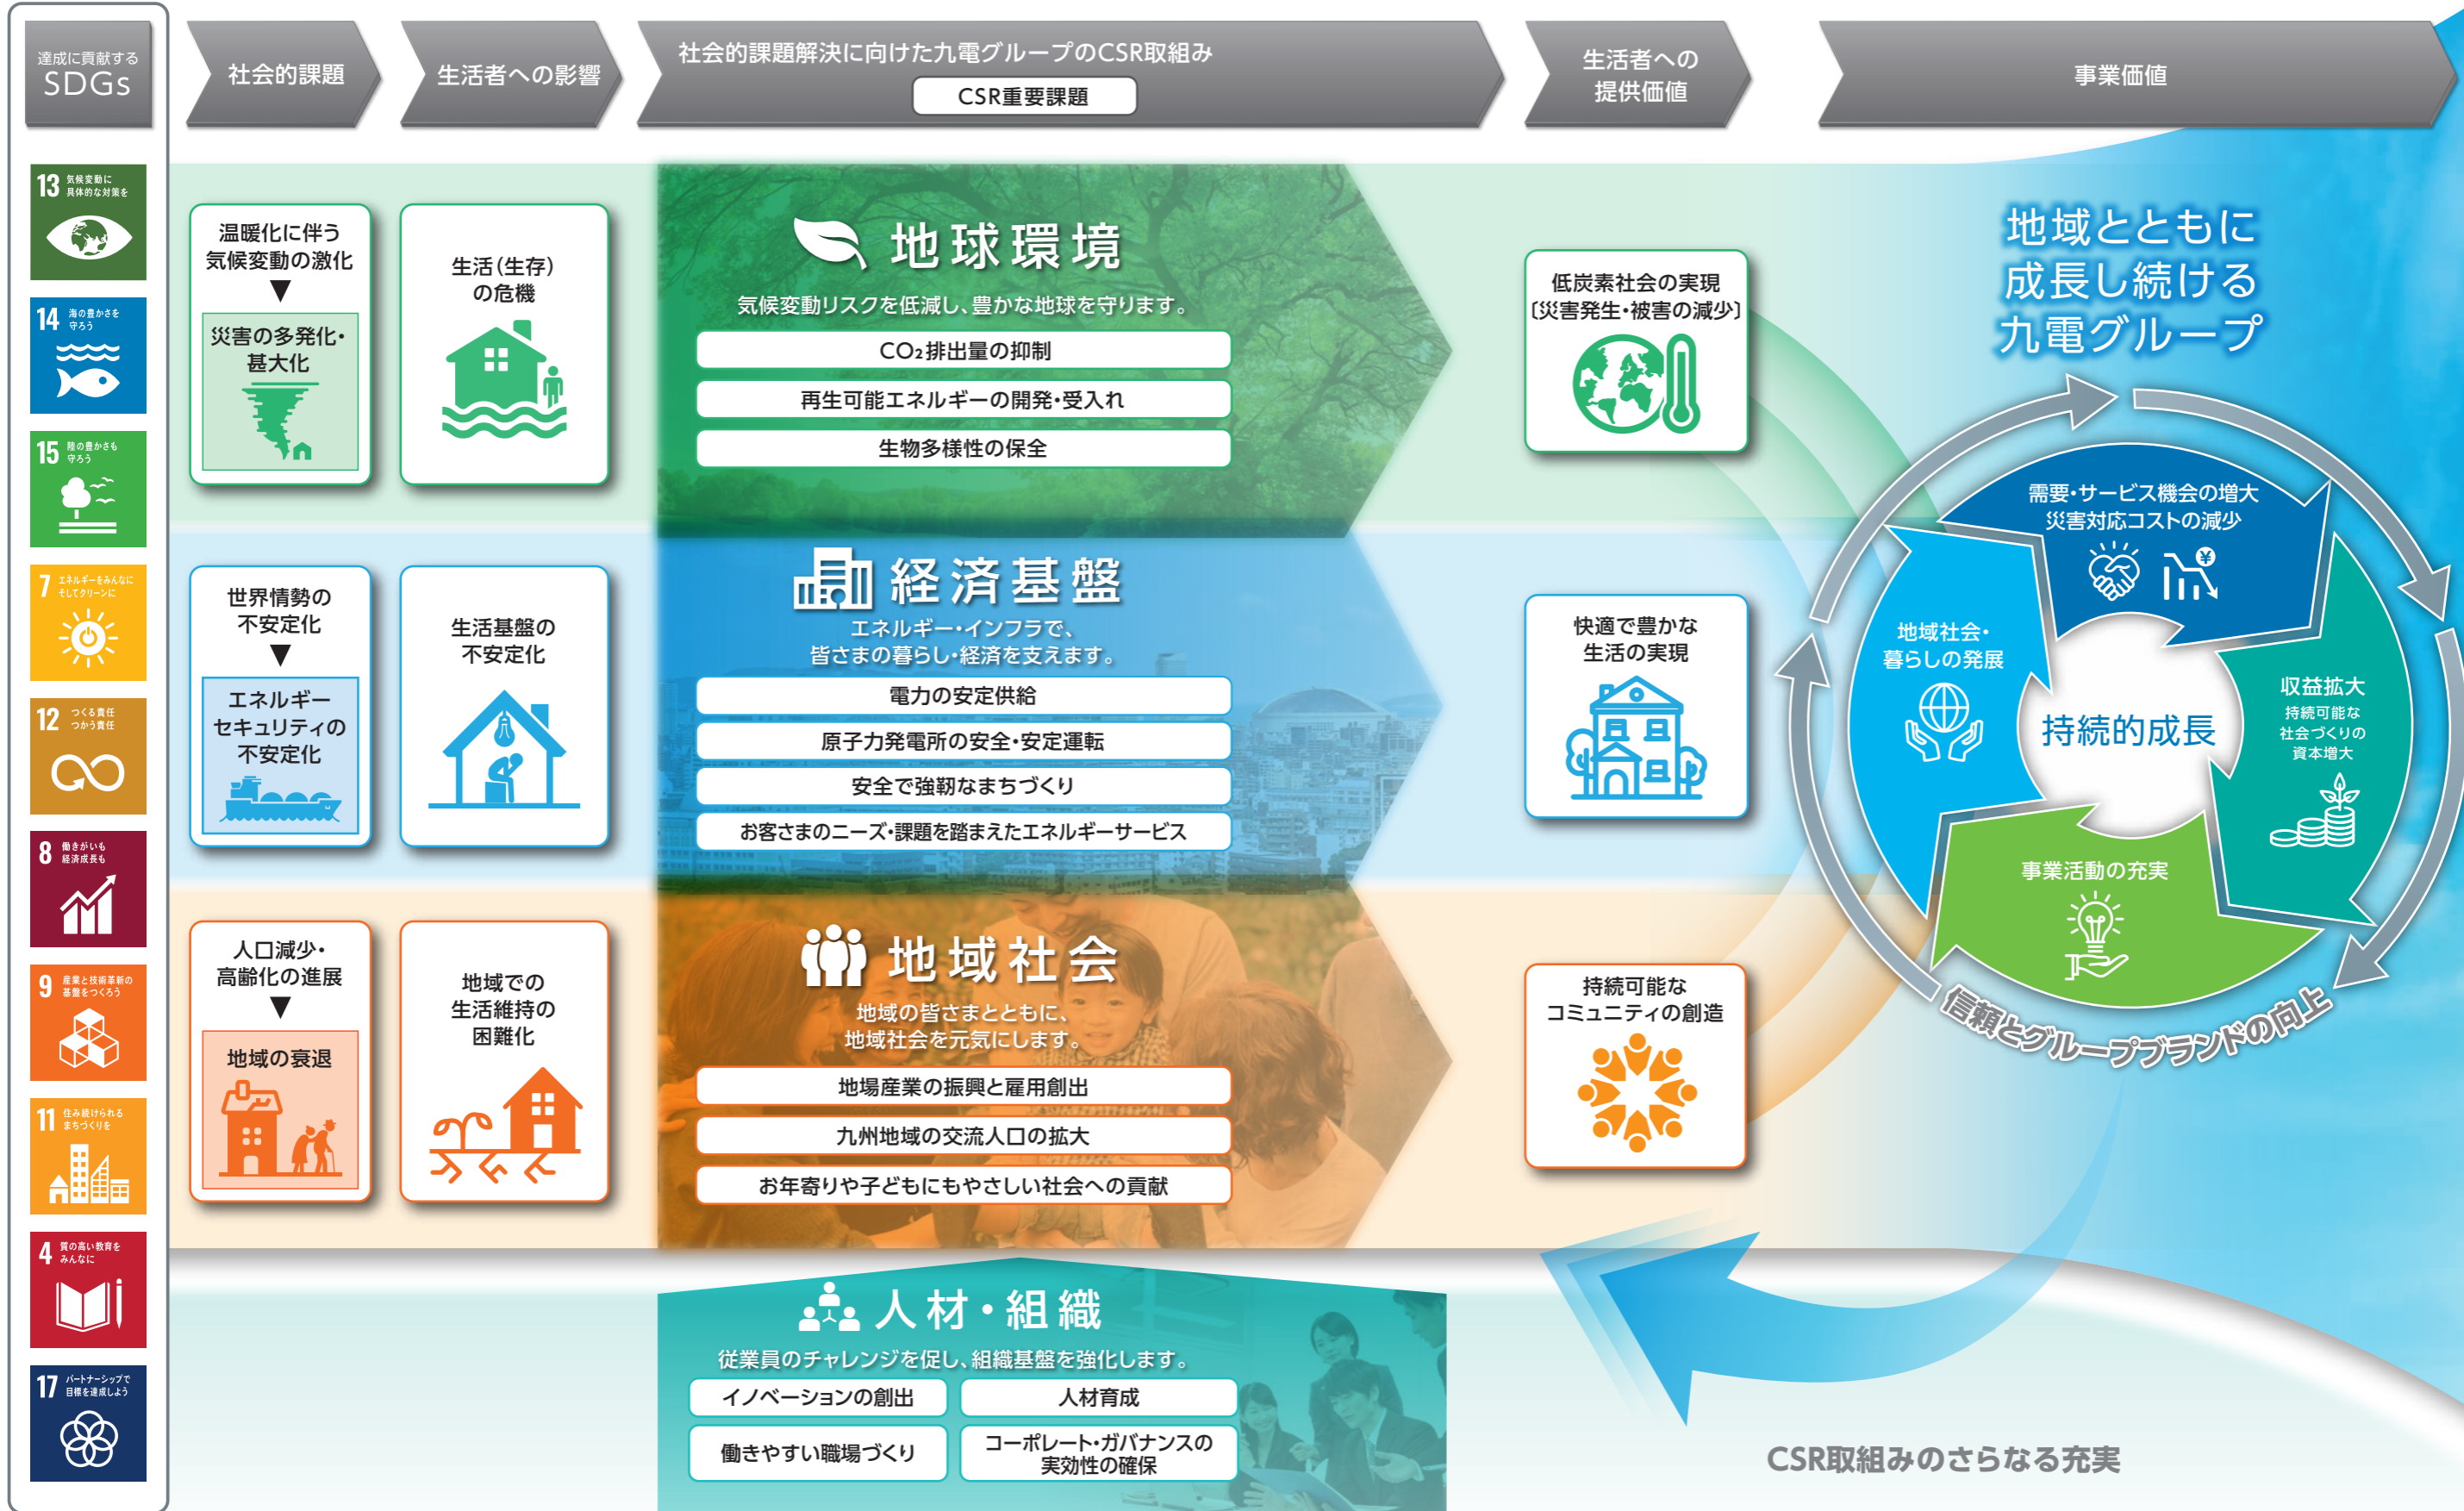 達成に貢献する
SDGs
社会的課題
生活者への影響
社会的課題解決に向けた九電グループのCSR取組み
CSR重要課題
生活者への
提供価値
事業価値
13 気候変動に
具体的な対策を
14 海の豊かさを
守ろう
15 陸の豊かさも
守ろう
7 エネルギーをみんなに
そしてクリーンに
12 つくる責任
つかう責任
8 働きがいも
経済成長も
9 産業と技術革新の
基盤をつくろう
11 住み続けられる
まちづくりを
4 質の高い教育を
みんなに
17 パートナーシップで
目標を達成しよう
温暖化に伴う
気候変動の激化
▼
災害の多発化・
甚大化
生活(生存)
の危機
地球環境
気候変動リスクを低減し、豊かな地球を守ります。
CO₂排出量の抑制
再生可能エネルギーの開発・受入れ
生物多様性の保全
低炭素社会の実現
〔災害発生・被害の減少〕
世界情勢の
不安定化
▼
エネルギー
セキュリティの
不安定化
生活基盤の
不安定化
経済基盤
エネルギー・インフラで、
皆さまの暮らし・経済を支えます。
電力の安定供給
原子力発電所の安全・安定運転
安全で強靭なまちづくり
お客さまのニーズ・課題を踏まえたエネルギーサービス
快適で豊かな
生活の実現
人口減少・
高齢化の進展
▼
地域の衰退
地域での
生活維持の
困難化
地域社会
地域の皆さまとともに、
地域社会を元気にします。
地場産業の振興と雇用創出
九州地域の交流人口の拡大
お年寄りや子どもにもやさしい社会への貢献
持続可能な
コミュニティの創造
人材・組織
従業員のチャレンジを促し、組織基盤を強化します。
イノベーションの創出
人材育成
働きやすい職場づくり
コーポレート・ガバナンスの
実効性の確保
地域とともに
成長し続ける
九電グループ
需要・サービス機会の増大
災害対応コストの減少
¥
地域社会・
暮らしの発展
収益拡大
持続可能な
社会づくりの
資本増大
持続的成長
事業活動の充実
信頼とグループブランドの向上
CSR取組みのさらなる充実